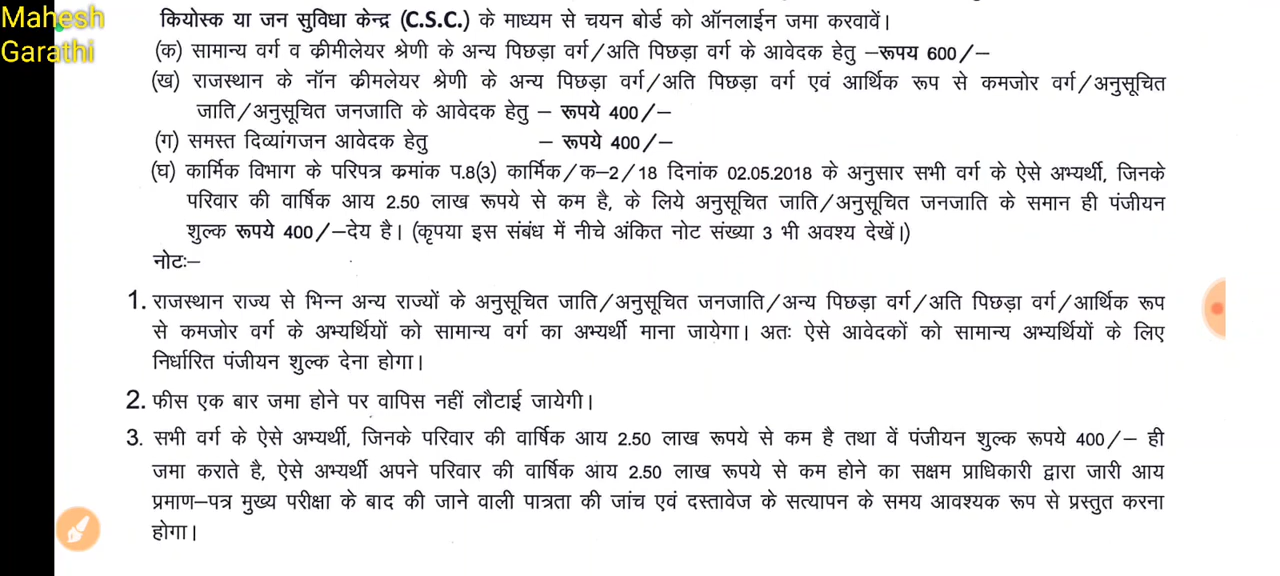 Mahesh
Garathi
कियोस्क या जन सुविधा केन्द्र (C.S.C.) के माध्यम से चयन बोर्ड को ऑनलाईन जमा करवावें।
(क) सामान्य वर्ग व क्रीमीलेयर श्रेणी के अन्य पिछड़ा वर्ग/अति पिछड़ा वर्ग के आवेदक हेतु –रूपय 600/–
(ख) राजस्थान के नॉन क्रीमलेयर श्रेणी के अन्य पिछड़ा वर्ग/अति पिछड़ा वर्ग एवं आर्थिक रूप से कमजोर वर्ग/अनुसूचित
जाति/अनुसूचित जनजाति के आवेदक हेतु – रूपये 400/–
(ग) समस्त दिव्यांगजन आवेदक हेतु – रूपये 400/–
(घ) कार्मिक विभाग के परिपत्र क्रमांक प.8(3) कार्मिक/क–2/18 दिनांक 02.05.2018 के अनुसार सभी वर्ग के ऐसे अभ्यर्थी, जिनके
परिवार की वार्षिक आय 2.50 लाख रूपये से कम है, के लिये अनुसूचित जाति/अनुसूचित जनजाति के समान ही पंजीयन
शुल्क रूपये 400/–देय है। (कृपया इस संबंध में नीचे अंकित नोट संख्या 3 भी अवश्य देखें।)
नोटः–
1. राजस्थान राज्य से भिन्न अन्य राज्यों के अनुसूचित जाति/अनुसूचित जनजाति/अन्य पिछड़ा वर्ग/अति पिछड़ा वर्ग/आर्थिक रूप
से कमजोर वर्ग के अभ्यर्थियों को सामान्य वर्ग का अभ्यर्थी माना जायेगा। अतः ऐसे आवेदकों को सामान्य अभ्यर्थियों के लिए
निर्धारित पंजीयन शुल्क देना होगा।
2. फीस एक बार जमा होने पर वापिस नहीं लौटाई जायेगी।
3. सभी वर्ग के ऐसे अभ्यर्थी, जिनके परिवार की वार्षिक आय 2.50 लाख रूपये से कम है तथा वें पंजीयन शुल्क रूपये 400/– ही
जमा कराते है, ऐसे अभ्यर्थी अपने परिवार की वार्षिक आय 2.50 लाख रूपये से कम होने का सक्षम प्राधिकारी द्वारा जारी आय
प्रमाण–पत्र मुख्य परीक्षा के बाद की जाने वाली पात्रता की जांच एवं दस्तावेज के सत्यापन के समय आवश्यक रूप से प्रस्तुत करना
होगा।